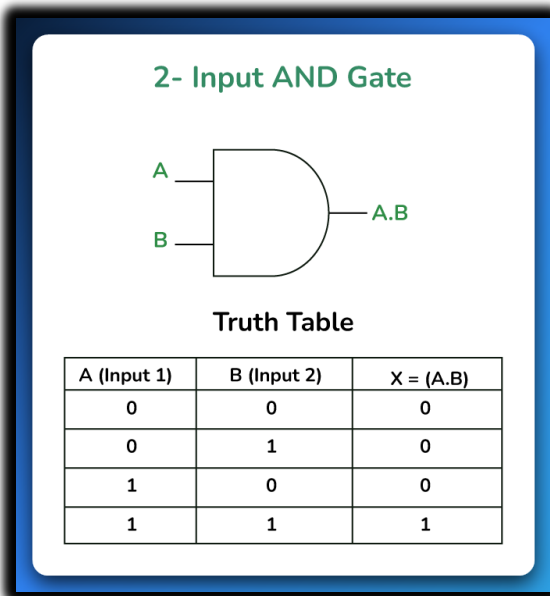 2- Input AND Gate
A
A.B
B
Truth Table
A (Input 1) B (Input 2) X = (A.B)
0 0 0
0 1 0
1 0 0
1 1 1